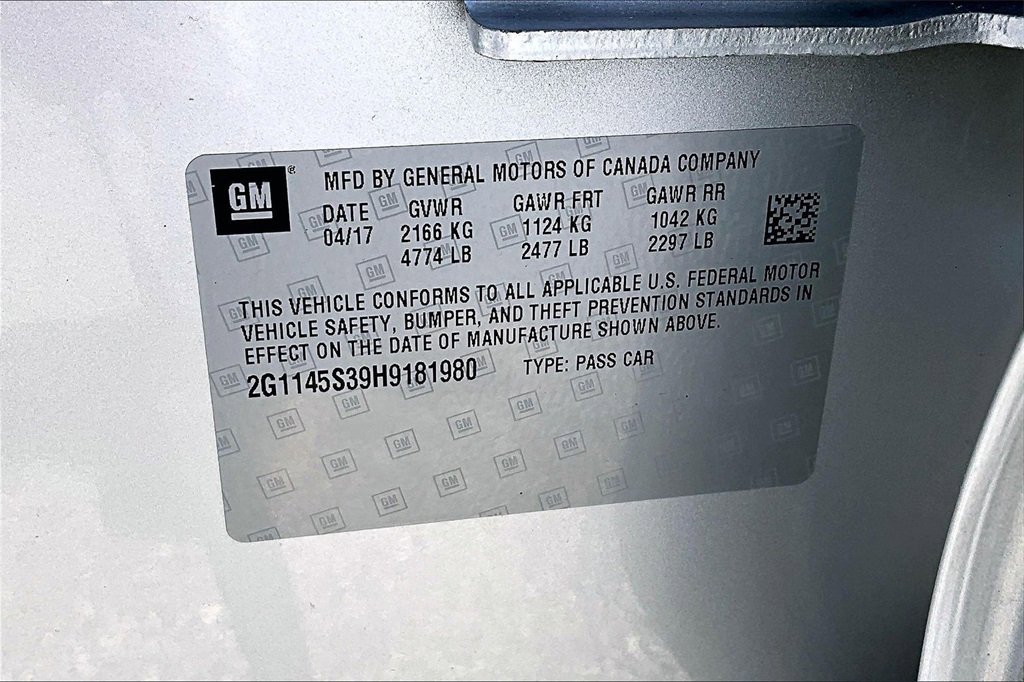 GM ®
MFD BY GENERAL MOTORS OF CANADA COMPANY
DATE GVWR GAWR FRT GAWR RR
04/17 2166 KG 1124 KG 1042 KG
4774 LB 2477 LB 2297 LB
THIS VEHICLE CONFORMS TO ALL APPLICABLE U.S. FEDERAL MOTOR
VEHICLE SAFETY, BUMPER, AND THEFT PREVENTION STANDARDS IN
EFFECT ON THE DATE OF MANUFACTURE SHOWN ABOVE.
2G1145S39H9181980 TYPE: PASS CAR